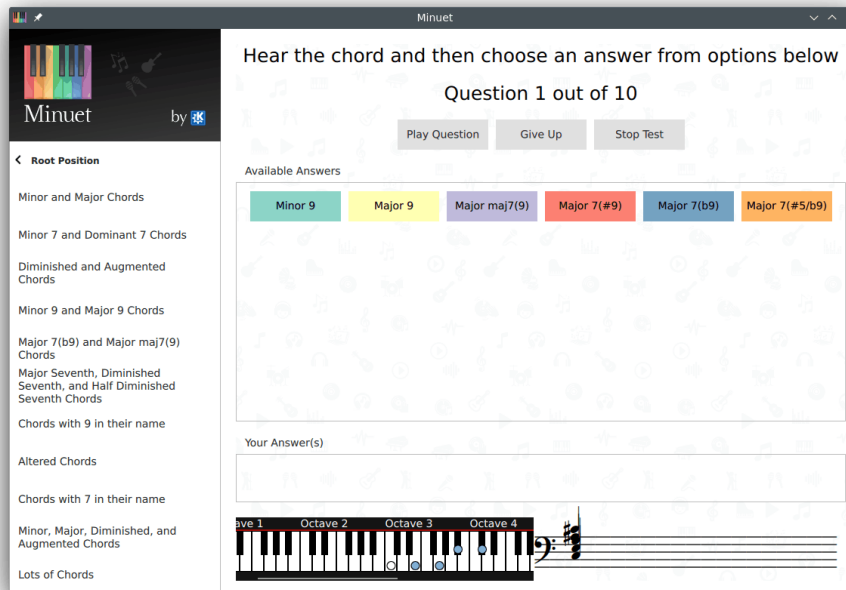 Minuet
Minuet
by
Root Position
Minor and Major Chords
Minor 7 and Dominant 7 Chords
Diminished and Augmented
Chords
Minor 9 and Major 9 Chords
Major 7(b9) and Major maj7(9)
Chords
Major Seventh, Diminished
Seventh, and Half Diminished
Seventh Chords
Chords with 9 in their name
Altered Chords
Chords with 7 in their name
Minor, Major, Diminished, and
Augmented Chords
Lots of Chords
Hear the chord and then choose an answer from options below
Question 1 out of 10
Play Question Give Up Stop Test
Available Answers
Minor 9 Major 9 Major maj7(9) Major 7(#9) Major 7(b9) Major 7(#5/b9)
Your Answer(s)
ave 1 Octave 2 Octave 3 Octave 4